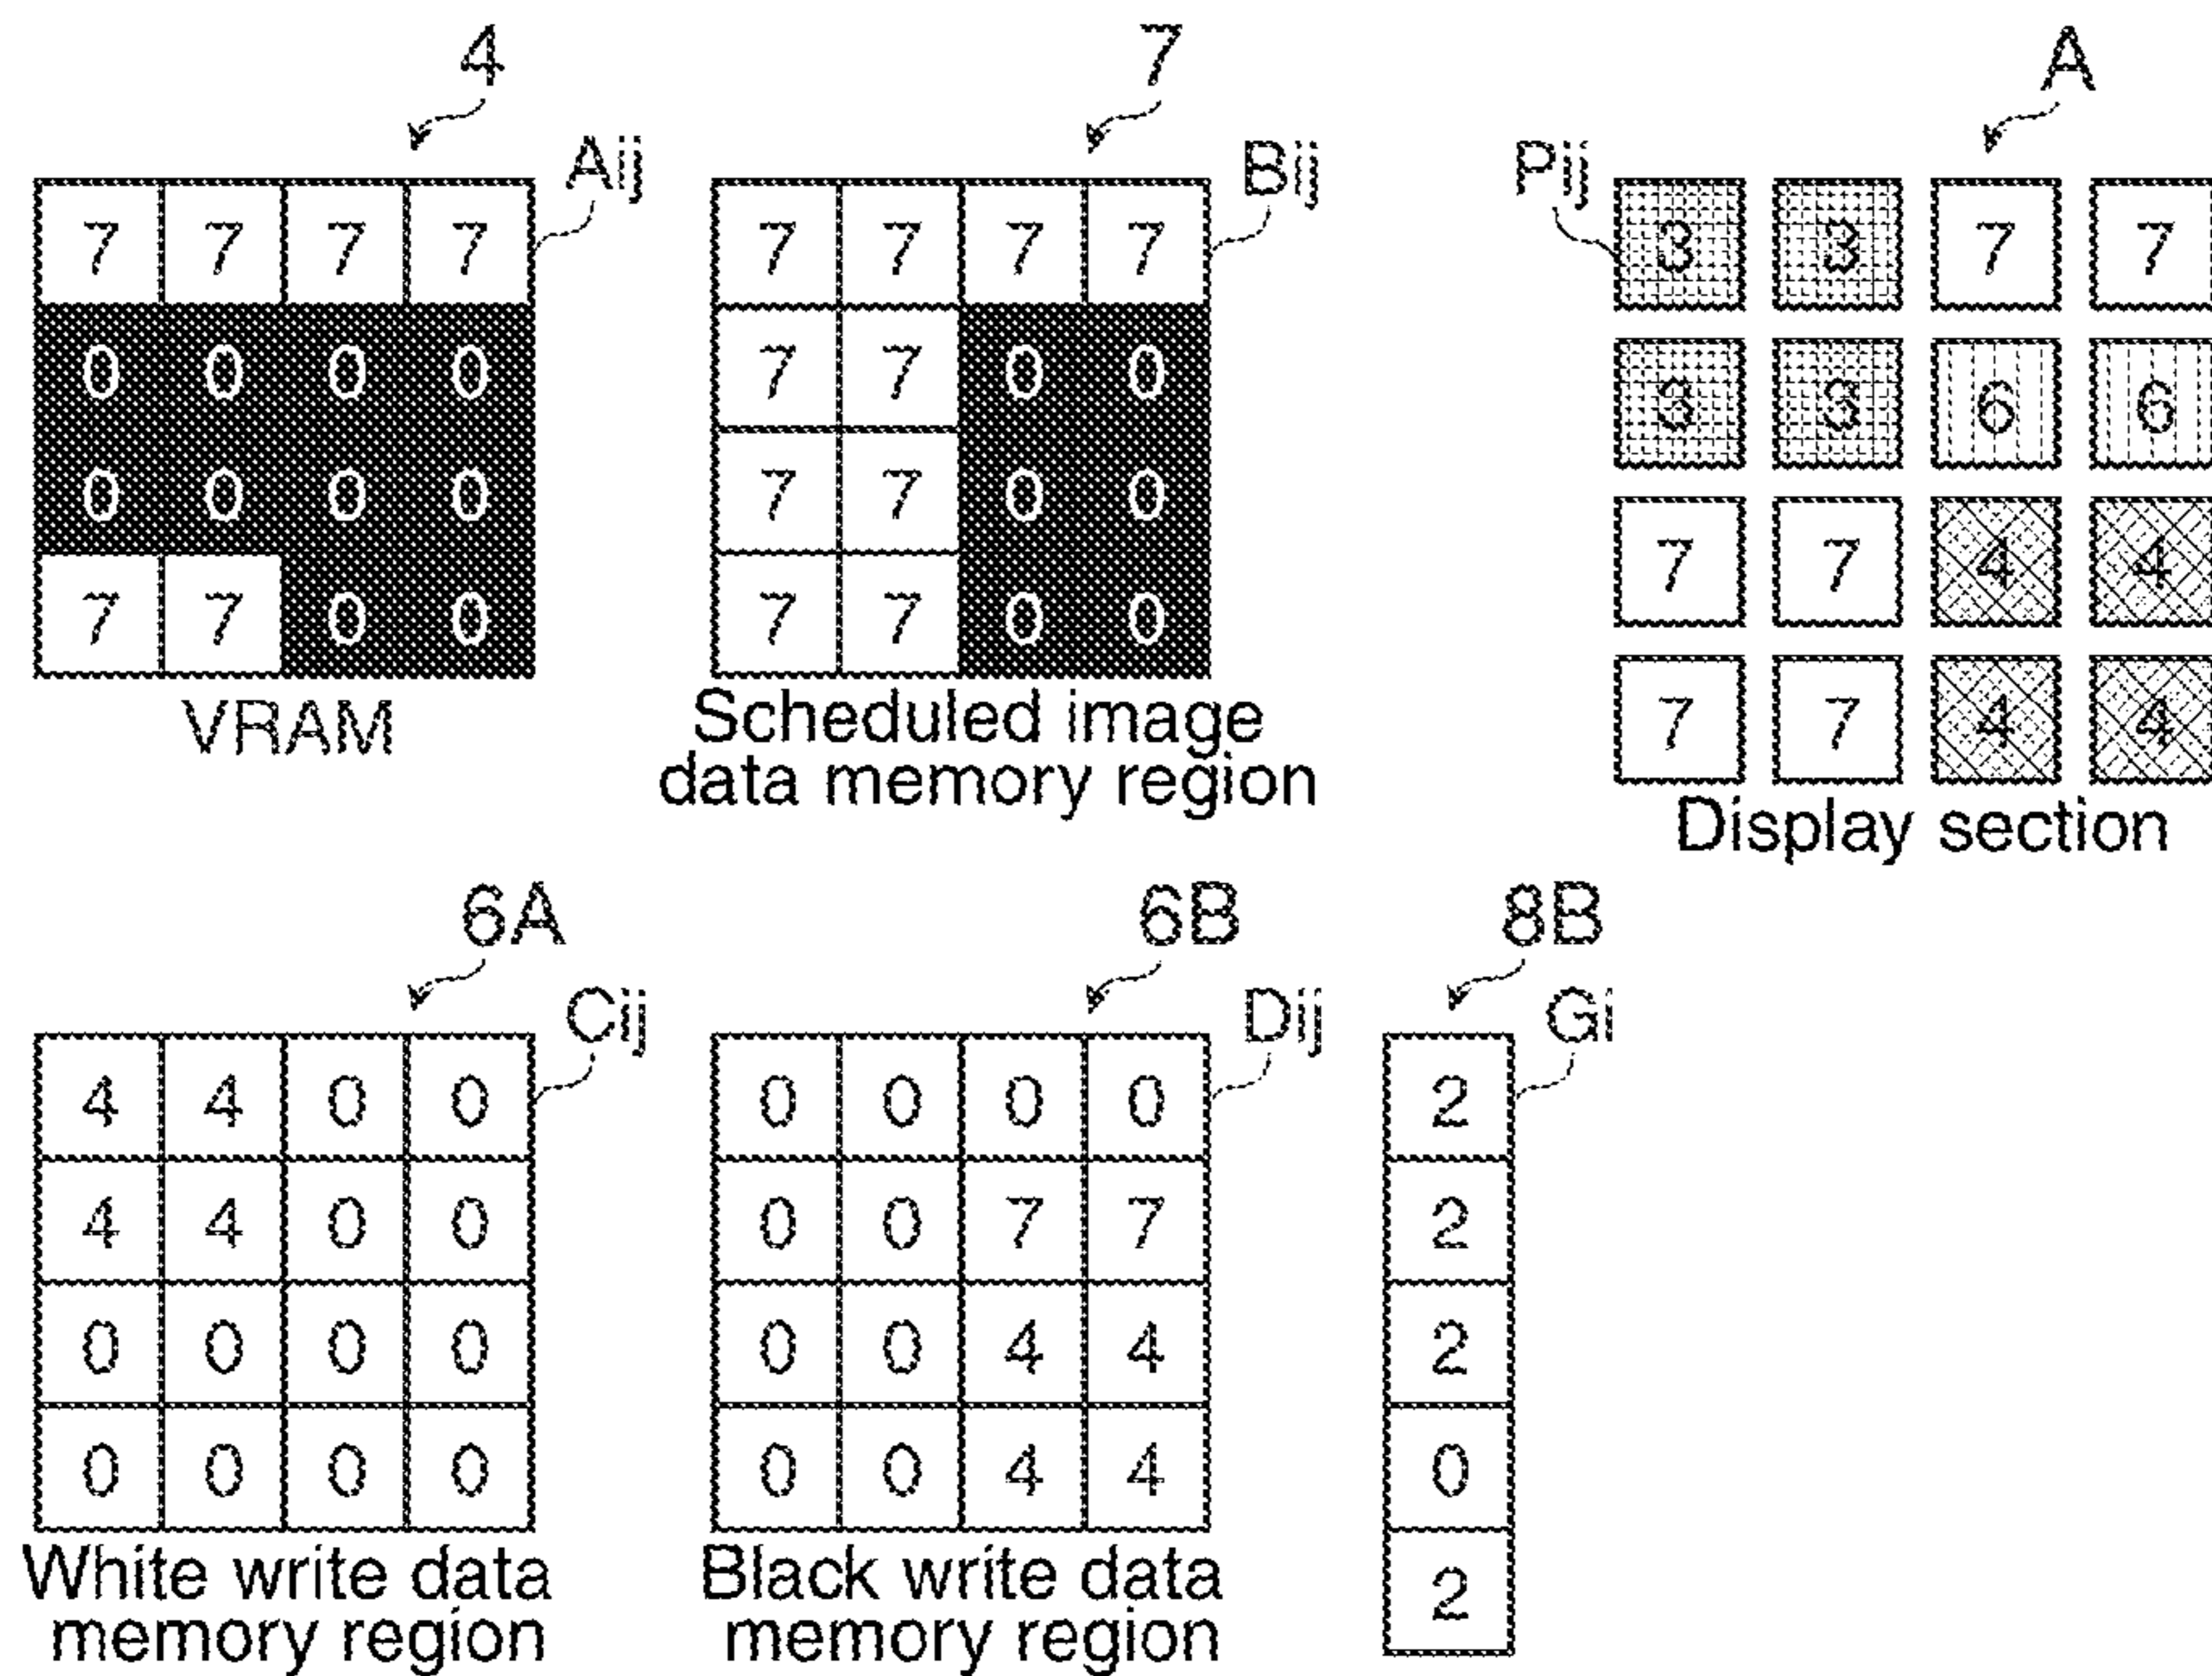 4
7
A
Aij
Bij
Pij
7 7 7 7
0 0 0 0
0 0 0 0
7 7 0 0
VRAM
7 7 7 7
7 7 0 0
7 7 0 0
7 7 0 0
Scheduled image
data memory region
3 3 7 7
3 3 6 6
7 7 4 4
7 7 4 4
Display section
6A
6B
8B
Cij
Dij
Gi
4 4 0 0
4 4 0 0
0 0 0 0
0 0 0 0
White write data
memory region
0 0 0 0
0 0 7 7
0 0 4 4
0 0 4 4
Black write data
memory region
2
2
2
0
2